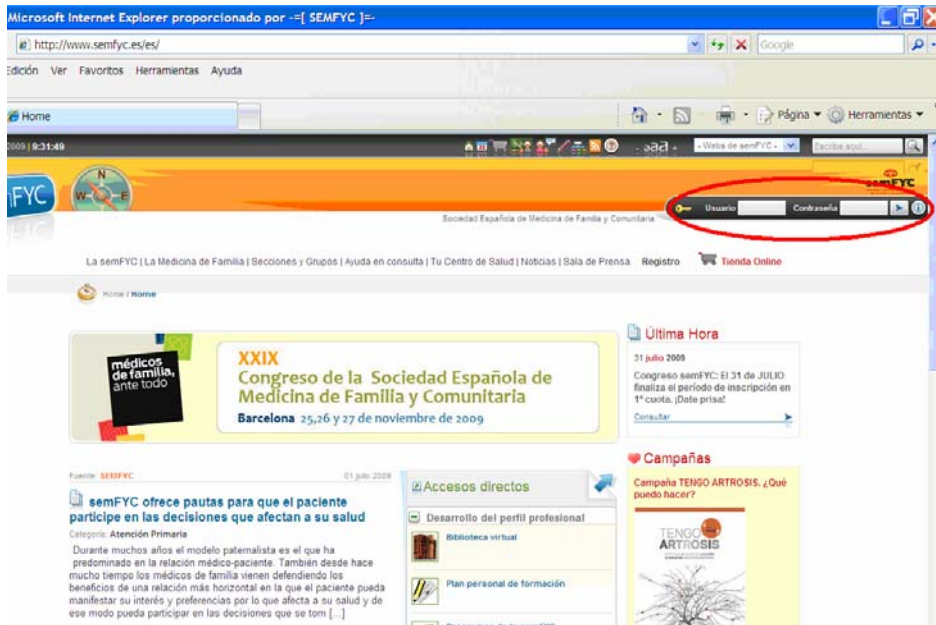 Microsoft Internet Explorer proporcionado por -=[ SEMFYC ]=-
http://www.semfyc.es/es/
Google
Edición Ver Favoritos Herramientas Ayuda
Home
Página
Herramientas
2009 | 9:31:49
- aaa +
- Webs de semFYC -
Escribe aquí...
FYC
N
W E
semFYC
Usuario
Contraseña
Sociedad Española de Medicina de Familia y Comunitaria
La semFYC | La Medicina de Familia | Secciones y Grupos | Ayuda en consulta | Tu Centro de Salud | Noticias | Sala de Prensa Registro Tienda Online
Home / Home
médicos
de familia,
ante todo
XXIX
Congreso de la Sociedad Española de
Medicina de Familia y Comunitaria
Barcelona 25,26 y 27 de noviembre de 2009
Última Hora
31 julio 2009
Congreso semFYC: El 31 de JULIO
finaliza el período de inscripción en
1ª cuota. ¡Date prisa!
Consultar
Fuente: SEMFYC
01 julio 2009
semFYC ofrece pautas para que el paciente
participe en las decisiones que afectan a su salud
Categoría: Atención Primaria
Durante muchos años el modelo paternalista es el que ha
predominado en la relación médico-paciente. También desde hace
mucho tiempo los médicos de familia vienen defendiendo los
beneficios de una relación más horizontal en la que el paciente pueda
manifestar su interés y preferencias por lo que afecta a su salud y de
ese modo pueda participar en las decisiones que se tom [...]
Accesos directos
Desarrollo del perfil profesional
Biblioteca virtual
Plan personal de formación
Campañas
Campaña TENGO ARTROSIS. ¿Qué
puedo hacer?
TENGO
ARTROSIS